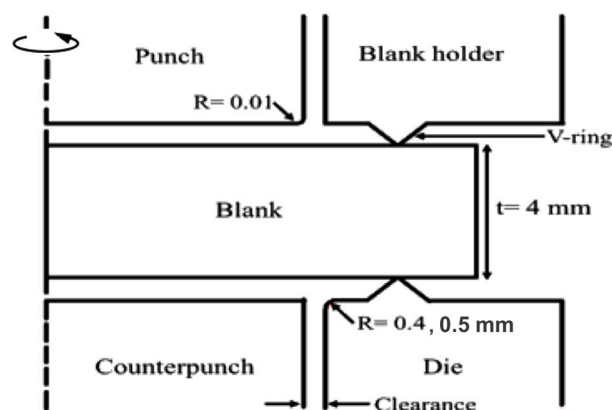 Punch
Blank holder
R= 0.01
V-ring
Blank
t= 4 mm
R= 0.4, 0.5 mm
Counterpunch
Die
Clearance